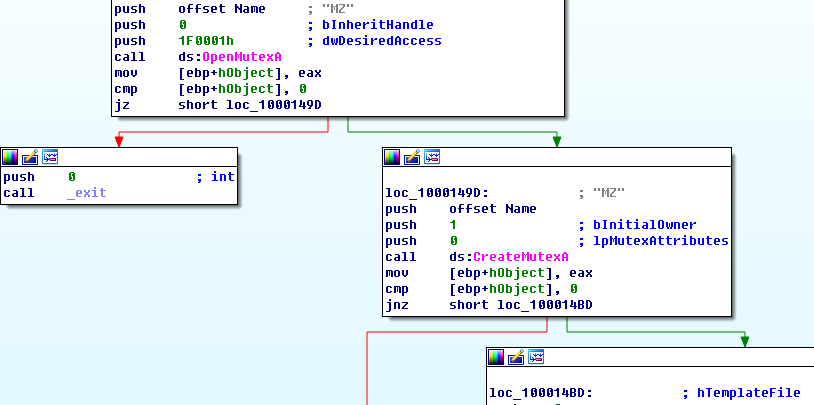 push    offset Name     ; "MZ"
push    0               ; bInheritHandle
push    1F0001h         ; dwDesiredAccess
call    ds:OpenMutexA
mov     [ebp+hObject], eax
cmp     [ebp+hObject], 0
jz      short loc_1000149D
push    0               ; int
call    _exit
loc_1000149D:           ; "MZ"
push    offset Name
push    1               ; bInitialOwner
push    0               ; lpMutexAttributes
call    ds:CreateMutexA
mov     [ebp+hObject], eax
cmp     [ebp+hObject], 0
jnz     short loc_100014BD
loc_100014BD:           ; hTemplateFile